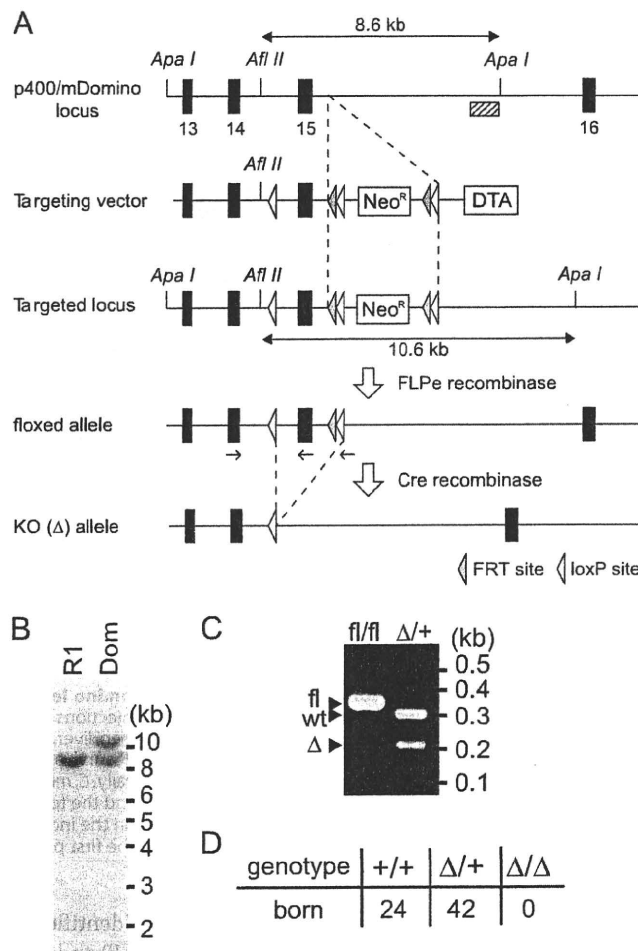 A
8.6 kb
Apa I
Afl II
Apa I
p400/mDomino
locus
13 14 15 16
Afl II
Targeting vector
Neo^R
DTA
Apa I
Afl II
Apa I
Targeted locus
Neo^R
10.6 kb
FLPe recombinase
floxed allele
Cre recombinase
KO (Δ) allele
FRT site
loxP site
B
R1
Dom
(kb)
10
8
6
5
4
3
2
C
fl/fl Δ/+ (kb)
0.5
0.4
fl
wt
0.3
Δ
0.2
0.1
D
genotype +/+ Δ/+ Δ/Δ
born 24 42 0